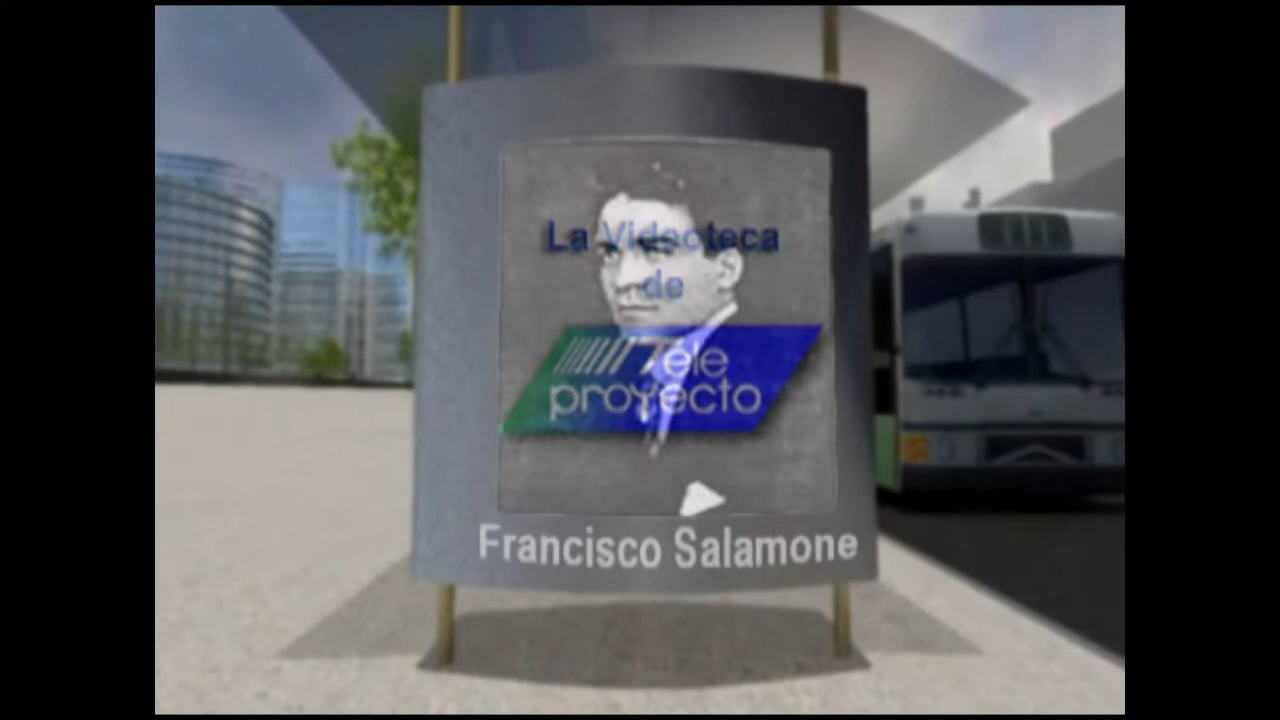 La Videoteca
de
Tele
proyecto
Francisco Salamone